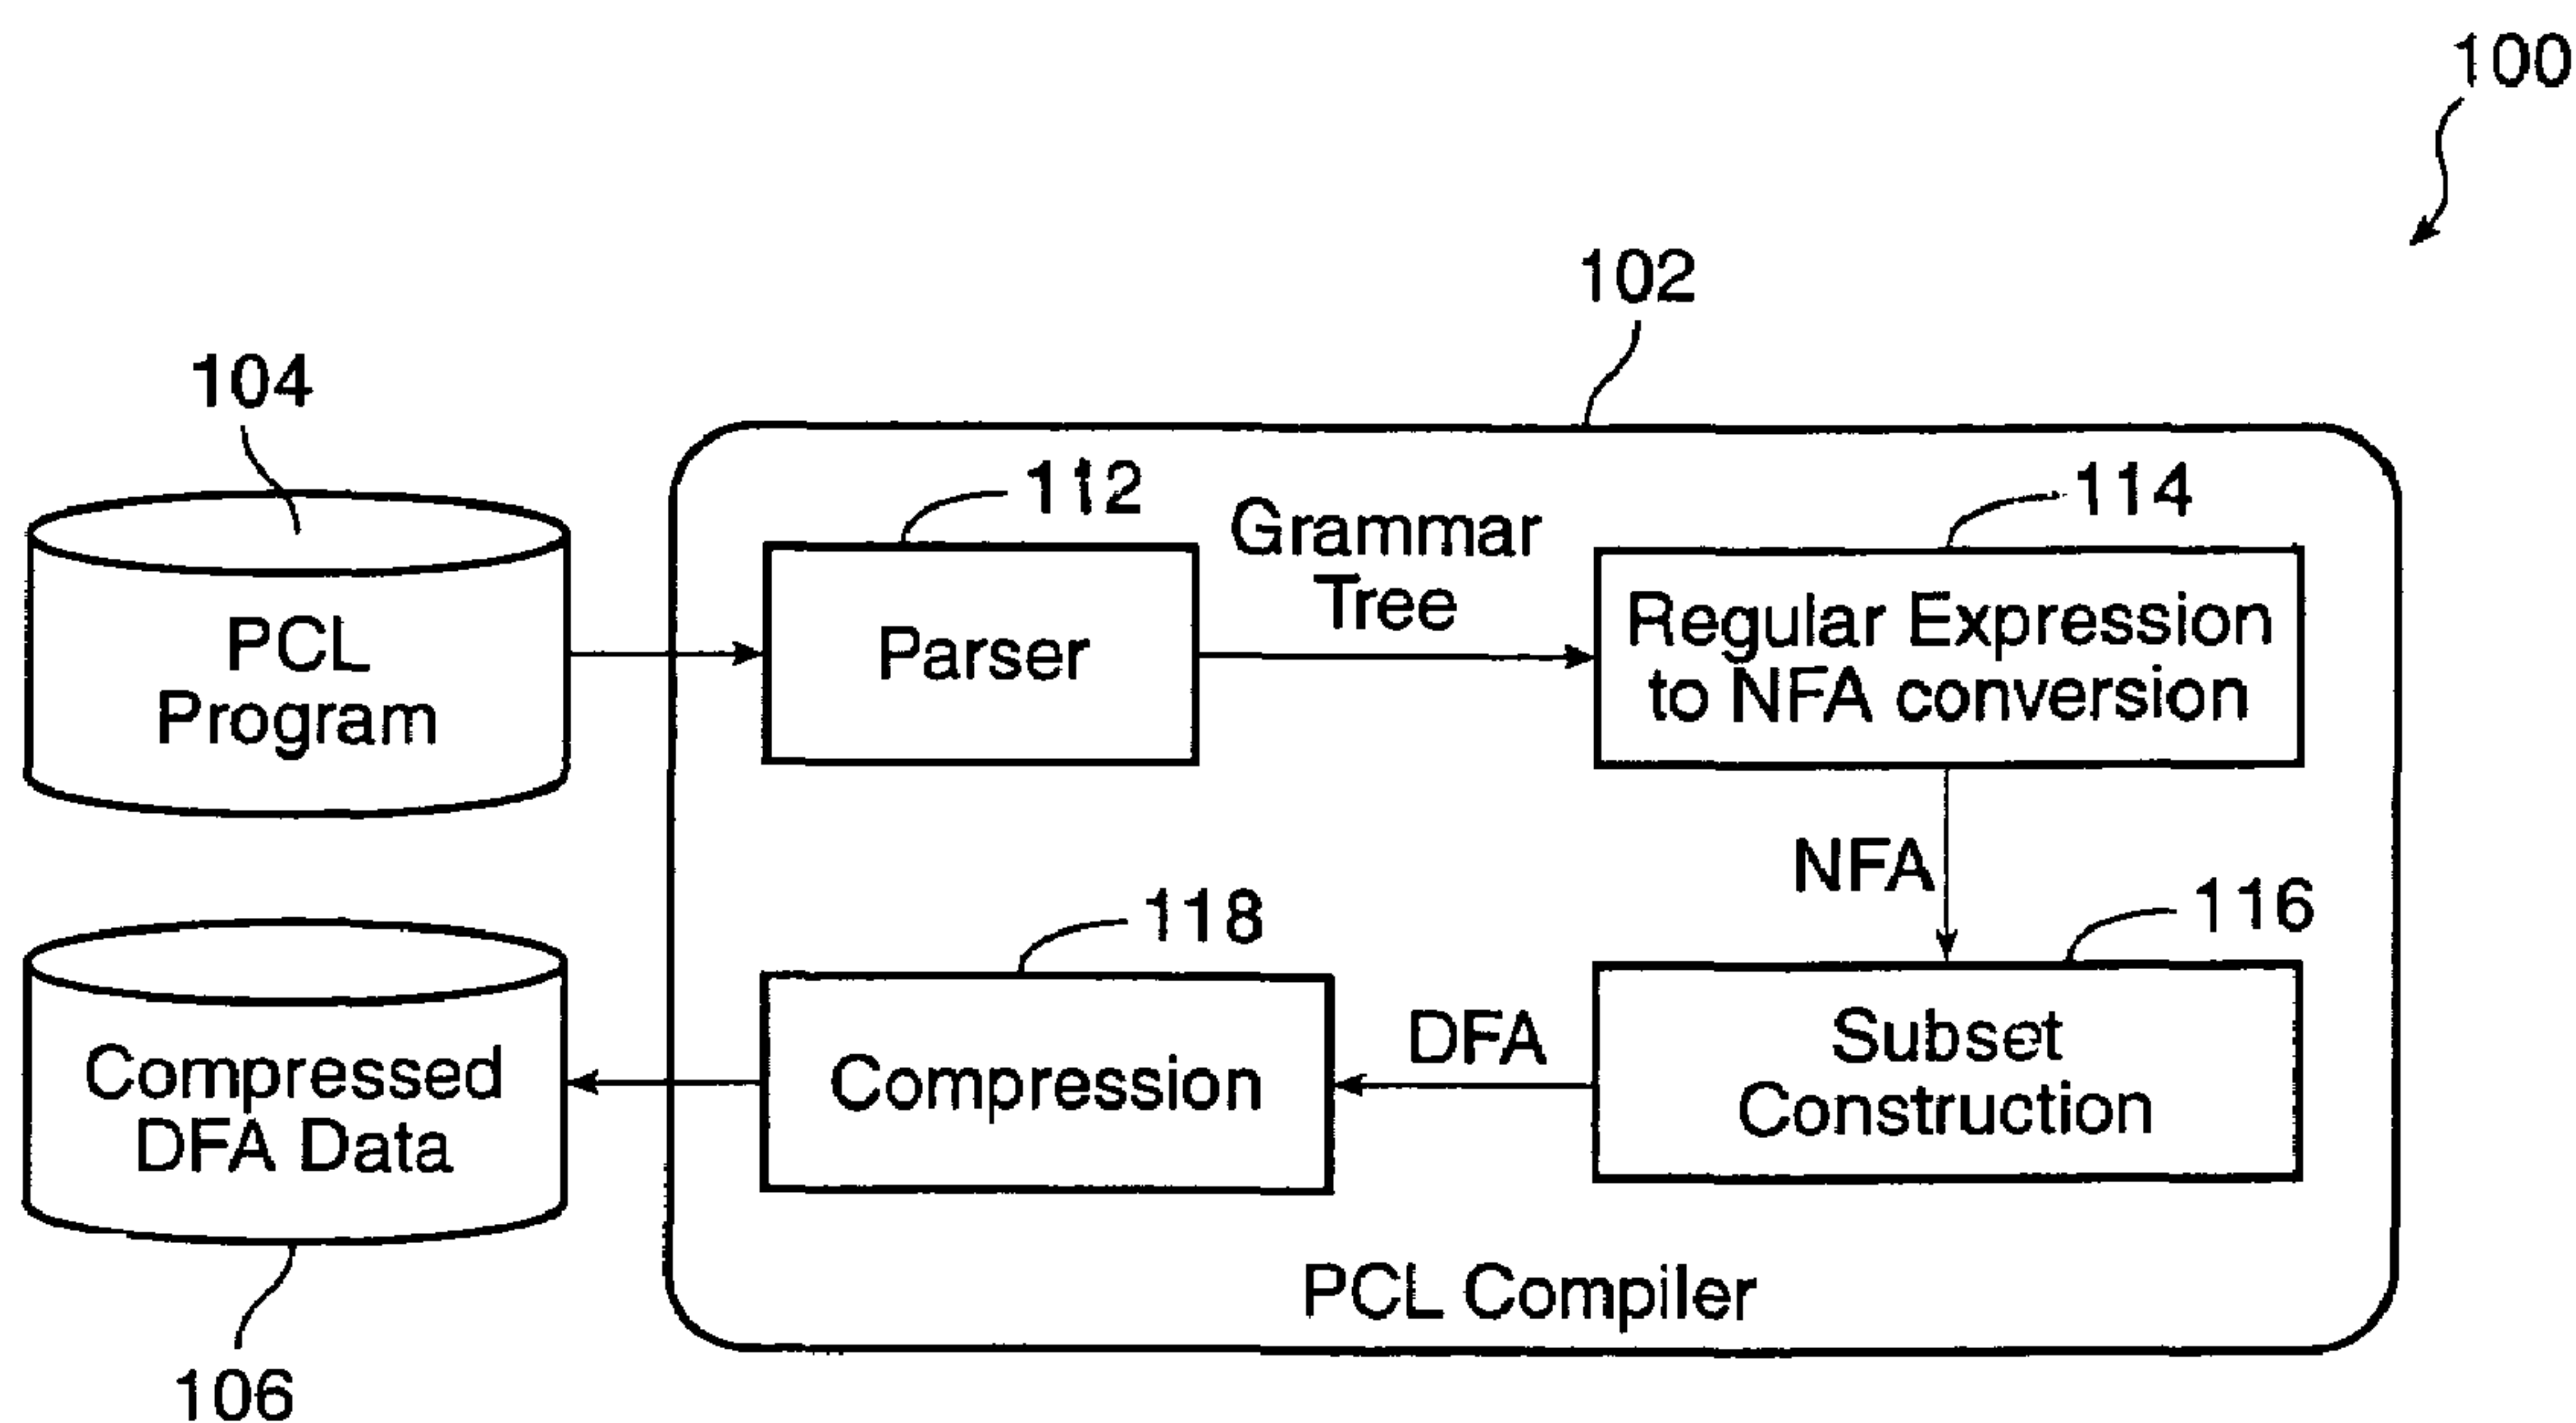 100
102
104
112
Grammar
Tree
114
PCL
Program
Parser
Regular Expression
to NFA conversion
NFA
118
116
Compressed
DFA Data
Compression
DFA
Subset
Construction
PCL Compiler
106